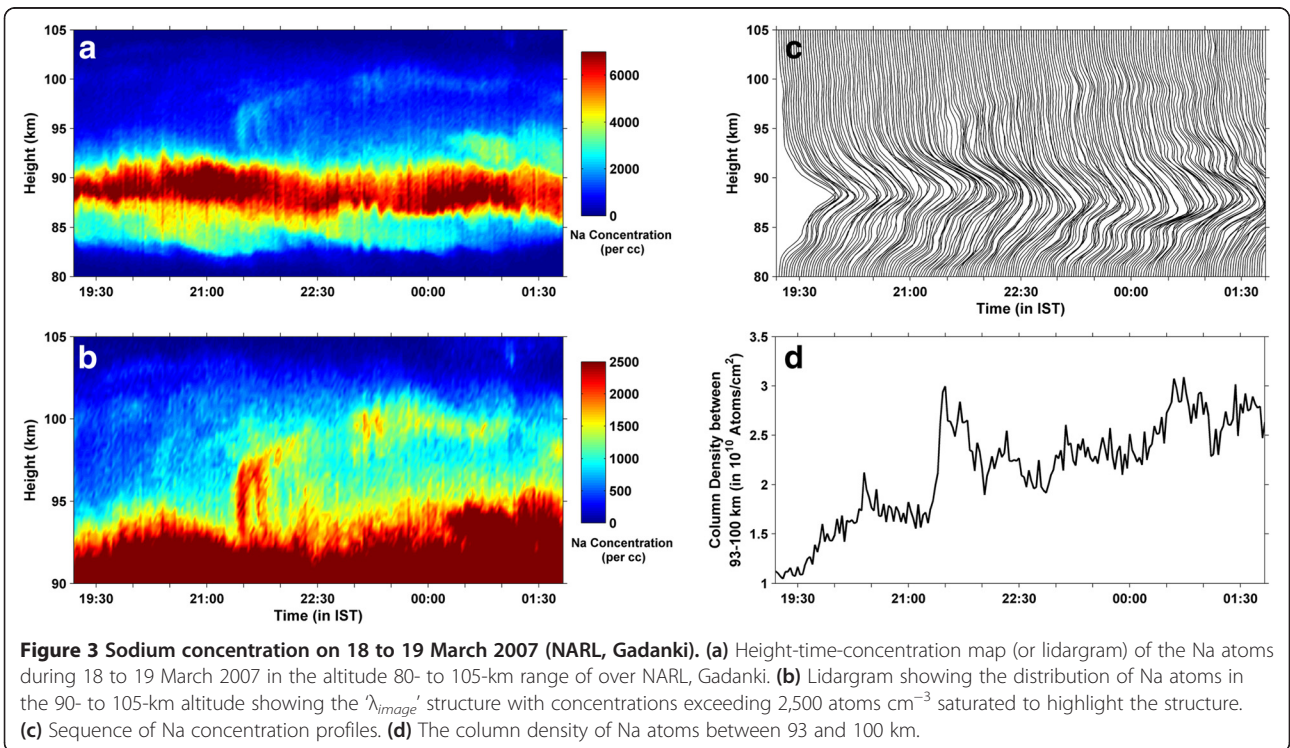 a
Height (km)
105
100
95
90
85
80
19:30 21:00 22:30 00:00 01:30
6000
4000
2000
0
Na Concentration
(per cc)
b
Height (km)
105
100
95
90
19:30 21:00 22:30 00:00 01:30
Time (in IST)
2500
2000
1500
1000
500
0
Na Concentration
(per cc)
c
Height (km)
105
100
95
90
85
80
19:30 21:00 22:30 00:00 01:30
Time (in IST)
d
Column Density between
93-100 km (in 10^10 Atoms/cm^2)
3.5
3
2.5
2
1.5
1
19:30 21:00 22:30 00:00 01:30
Figure 3 Sodium concentration on 18 to 19 March 2007 (NARL, Gadanki). (a) Height-time-concentration map (or lidargram) of the Na atoms
during 18 to 19 March 2007 in the altitude 80- to 105-km range of over NARL, Gadanki. (b) Lidargram showing the distribution of Na atoms in
the 90- to 105-km altitude showing the ‘λimage’ structure with concentrations exceeding 2,500 atoms cm−3 saturated to highlight the structure.
(c) Sequence of Na concentration profiles. (d) The column density of Na atoms between 93 and 100 km.